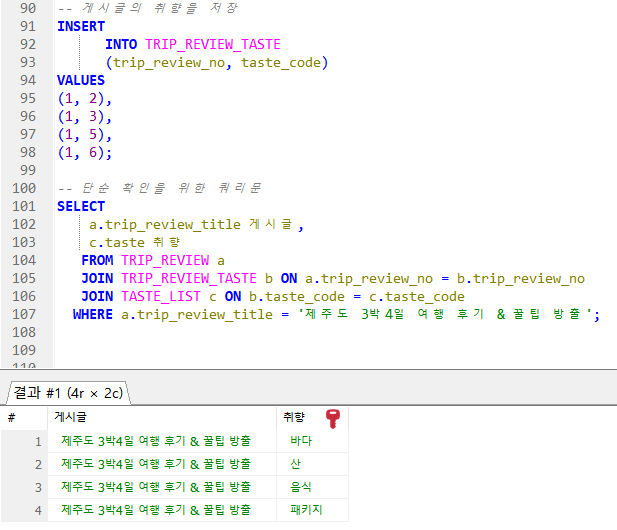 90 -- 게시글의 취향을 저장
91 INSERT
92 INTO TRIP_REVIEW_TASTE
93 (trip_review_no, taste_code)
94 VALUES
95 (1, 2),
96 (1, 3),
97 (1, 5),
98 (1, 6);
99
100 -- 단순 확인을 위한 쿼리문
101 SELECT
102 a.trip_review_title 게시글,
103 c.taste 취향
104 FROM TRIP_REVIEW a
105 JOIN TRIP_REVIEW_TASTE b ON a.trip_review_no = b.trip_review_no
106 JOIN TASTE_LIST c ON b.taste_code = c.taste_code
107 WHERE a.trip_review_title = '제주도 3박4일 여행 후기 & 꿀팁 방출';
108
109
110
결과 #1 (4r × 2c)
# 게시글 취향
1 제주도 3박4일 여행 후기 & 꿀팁 방출 바다
2 제주도 3박4일 여행 후기 & 꿀팁 방출 산
3 제주도 3박4일 여행 후기 & 꿀팁 방출 음식
4 제주도 3박4일 여행 후기 & 꿀팁 방출 패키지